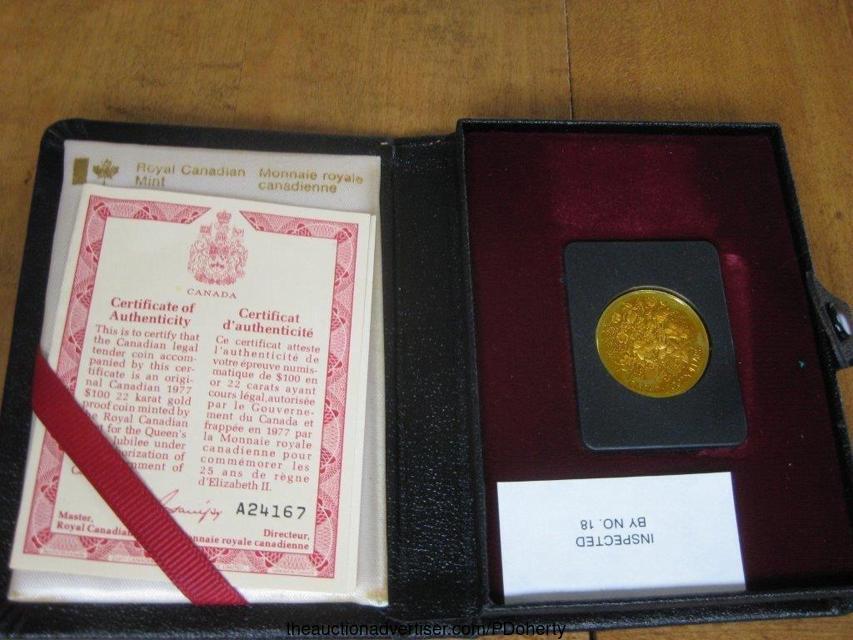 Royal Canadian
Mint
Monnaie royale
canadienne
CANADA
Certificate of
Authenticity
This is to certify that
the Canadian legal
tender coin accom-
panied by this cer-
tificate is an origi-
nal Canadian 1977
$100 22 karat gold
proof coin minted by
the Royal Canadian
for the Queen's
Jubilee under
of
Certificat
d'authenticité
Ce certificat atteste
l'authenticité de
votre épreuve numis-
matique de $100 en
or 22 carats ayant
cours légal,autorisée
par le Gouverne-
ment du Canada et
frappée en 1977 par
la Monnaie royale
canadienne pour
commémorer les
25 ans de règne
d'Elizabeth II.
A24167
Master,
Royal Canadian
Directeur,
nnaie royale canadienne
INSPECTED
BY NO. 18
theauctionadvertiser.com/PDoherty